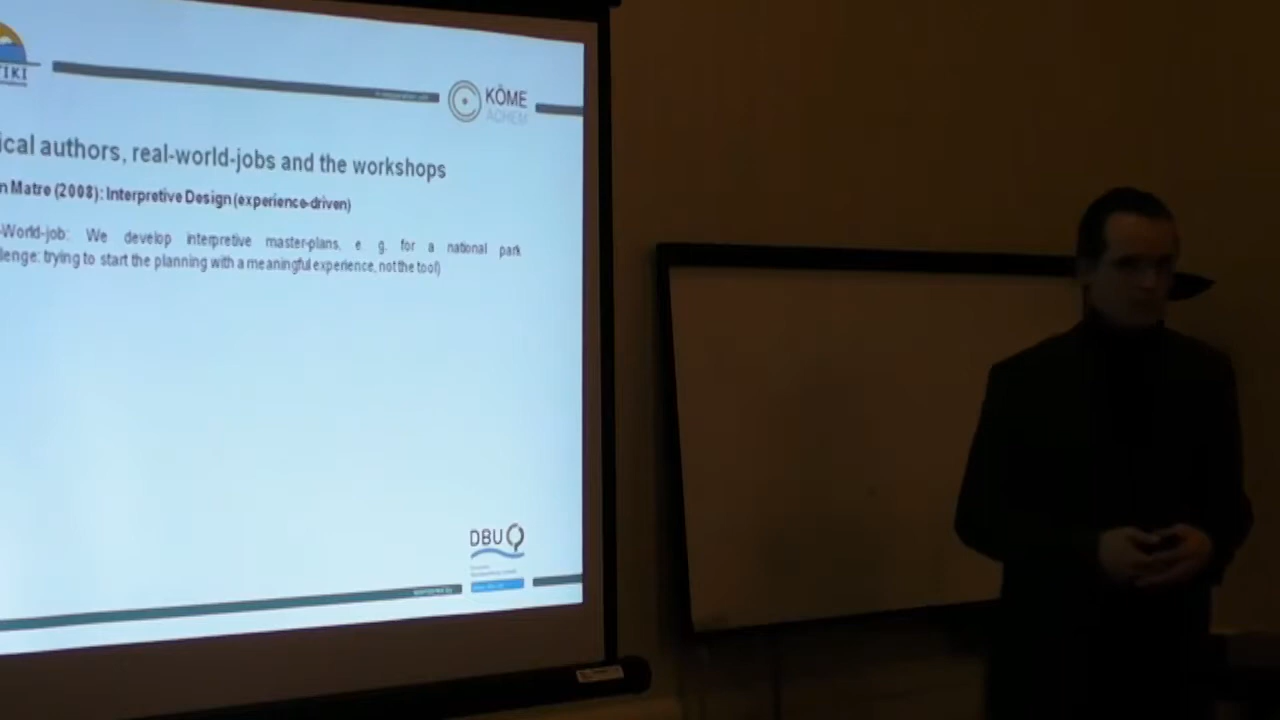 TIKI
KÔME
ACHEM
ical authors, real-world-jobs and the workshops
n Matre (2008): Interpretive Design (experience-driven)
-World-job: We develop interpretive master-plans, e. g. for a national park
lenge: trying to start the planning with a meaningful experience, not the tool)
DBU